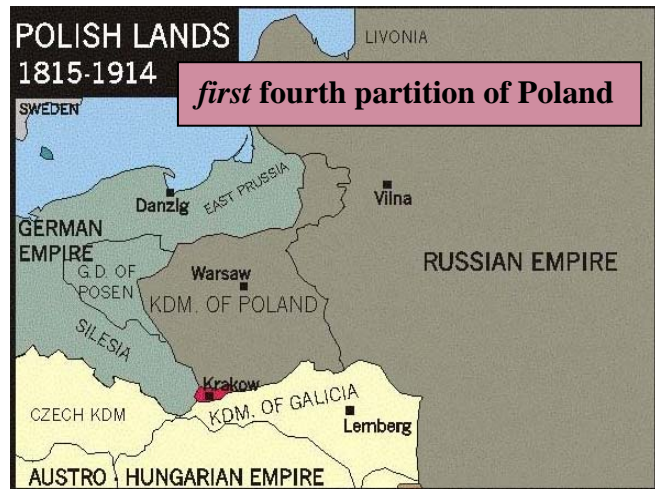 POLISH LANDS
1815-1914
LIVONIA
first fourth partition of Poland
SWEDEN
EAST PRUSSIA
Danzig
Vilna
GERMAN
EMPIRE
G.D. OF
POSEN
Warsaw
KDM. OF POLAND
RUSSIAN EMPIRE
SILESIA
Krakow
KDM. OF GALICIA
CZECH KDM
Lemberg
AUSTRO - HUNGARIAN EMPIRE